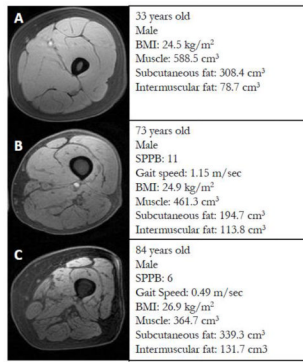 A
33 years old
Male
BMI: 24.5 kg/m²
Muscle: 588.5 cm³
Subcutaneous fat: 308.4 cm³
Intermuscular fat: 78.7 cm³
B
73 years old
Male
SPPB: 11
Gait speed: 1.15 m/sec
BMI: 24.9 kg/m²
Muscle: 461.3 cm³
Subcutaneous fat: 194.7 cm³
Intermuscular fat: 113.8 cm³
C
84 years old
Male
SPPB: 6
Gait Speed: 0.49 m/sec
BMI: 26.9 kg/m²
Muscle: 364.7 cm³
Subcutaneous fat: 339.3 cm³
Intermuscular fat: 131.7 cm3